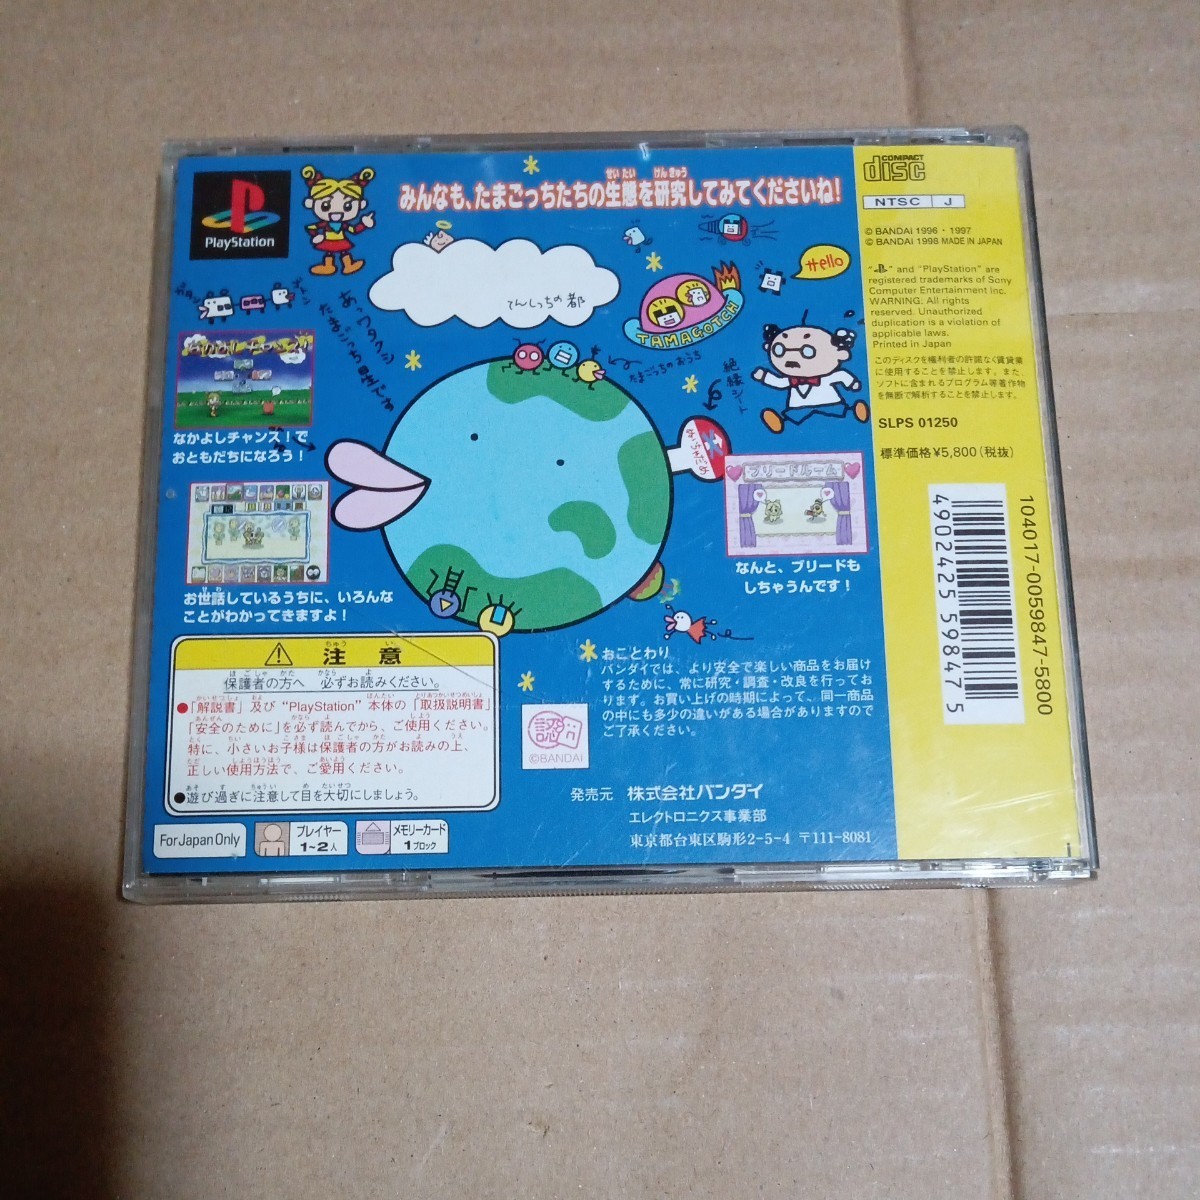 PlayStation
みんなも、たまごっちたちの生態を研究してみてくださいね!
せい たい
けんきゅう
Hello
てんしっちの都
TAMAGOTCH
たまごっちのおうち
絶縁シート
なかよしチャンス!で
おともだちになろう!
ブリードルーム
なんと、ブリードも
しちゃうんです!
お世話しているうちに、いろんな
ことがわかってきますよ!
注意
保護者の方へ 必ずお読みください。
●「解説書」及び“PlayStation”本体の「取扱説明書」
「安全のために」を必ず読んでから、ご使用ください。
特に、小さいお子様は保護者の方がお読みの上、
正しい使用方法で、ご愛用ください。
●遊び過ぎに注意して目を大切にしましょう。
For Japan Only
プレイヤー
1~2人
メモリーカード
1ブロック
おことわり
バンダイでは、より安全で楽しい商品をお届け
するために、常に研究・調査・改良を行ってお
ります。お買い上げの時期によって、同一商品
の中にも多少の違いがある場合がありますので
ご了承ください。
©BANDAI
発売元 株式会社バンダイ
エレクトロニクス事業部
東京都台東区駒形2-5-4 〒111-8081
COMPACT
disc
NTSC J
© BANDAI 1996・1997
© BANDAI 1998 MADE IN JAPAN
" " and "PlayStation" are
registered trademarks of Sony
Computer Entertainment Inc.
WARNING: All rights
reserved. Unauthorized
duplication is a violation of
applicable laws.
Printed in Japan
このディスクを権利者の許諾なく賃貸業
に使用することを禁止します。また、
ソフトに含まれるプログラム等著作物
を無断で解析することを禁止します。
SLPS 01250
標準価格¥5,800(税抜)
4902425 598475
104017-0059847-5800